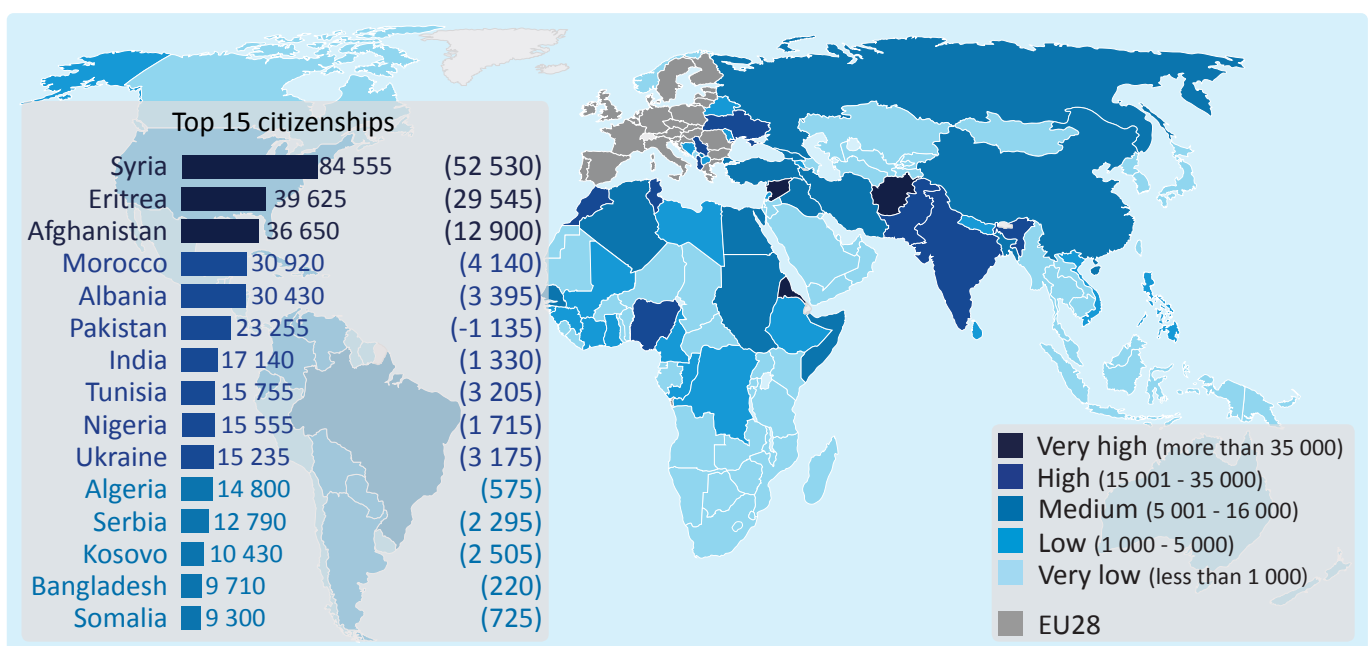 Top 15 citizenships
Syria 84 555 (52 530)
Eritrea 39 625 (29 545)
Afghanistan 36 650 (12 900)
Morocco 30 920 (4 140)
Albania 30 430 (3 395)
Pakistan 23 255 (-1 135)
India 17 140 (1 330)
Tunisia 15 755 (3 205)
Nigeria 15 555 (1 715)
Ukraine 15 235 (3 175)
Algeria 14 800 (575)
Serbia 12 790 (2 295)
Kosovo 10 430 (2 505)
Bangladesh 9 710 (220)
Somalia 9 300 (725)
Very high (more than 35 000)
High (15 001 - 35 000)
Medium (5 001 - 16 000)
Low (1 000 - 5 000)
Very low (less than 1 000)
EU28